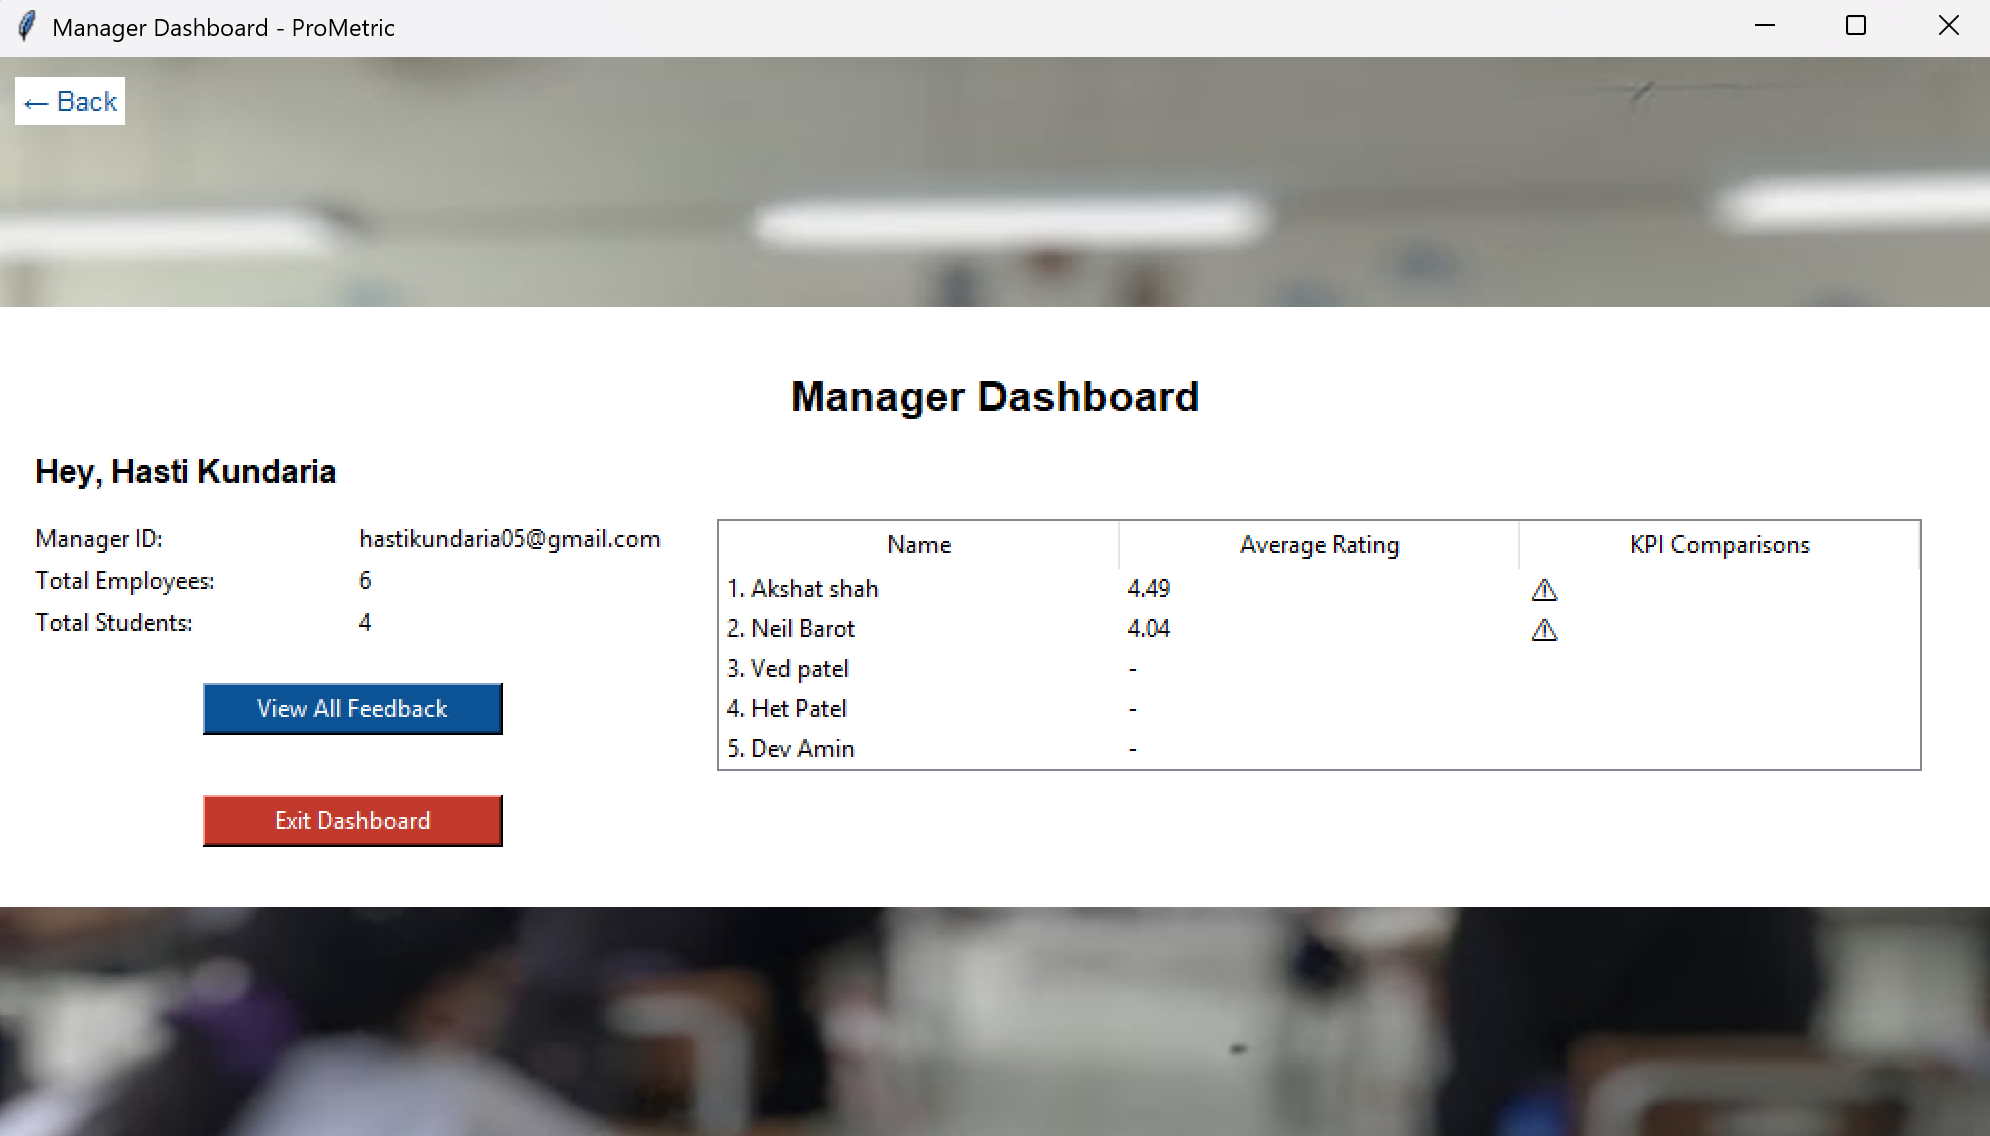 Manager Dashboard - ProMetric
← Back
Manager Dashboard
Hey, Hasti Kundaria
Manager ID: hastikundaria05@gmail.com
Total Employees: 6
Total Students: 4
View All Feedback
Exit Dashboard
Name Average Rating KPI Comparisons
1. Akshat shah 4.49 ⚠
2. Neil Barot 4.04 ⚠
3. Ved patel -
4. Het Patel -
5. Dev Amin -